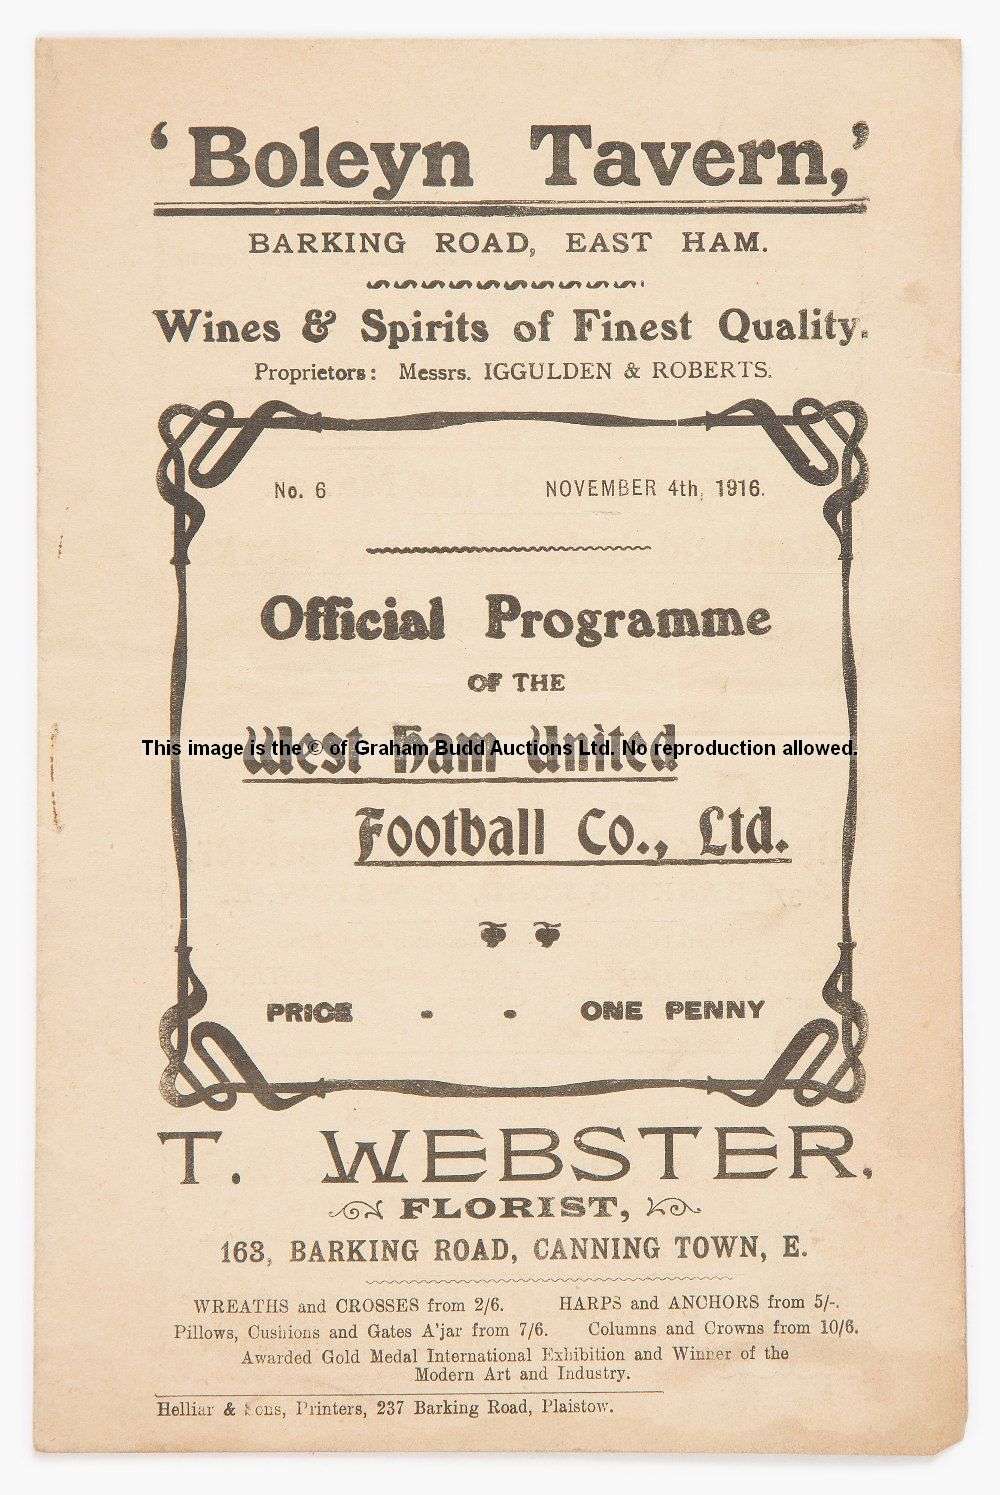 ‘Boleyn Tavern,’
BARKING ROAD, EAST HAM.
Wines & Spirits of Finest Quality.
Proprietors: Messrs. IGGULDEN & ROBERTS.
No. 6 NOVEMBER 4th, 1916.
Official Programme
OF THE
West Ham United
This image is the © of Graham Budd Auctions Ltd. No reproduction allowed.
Football Co., Ltd.
PRICE - - ONE PENNY
T. WEBSTER,
FLORIST,
163, BARKING ROAD, CANNING TOWN, E.
WREATHS and CROSSES from 2/6. HARPS and ANCHORS from 5/-.
Pillows, Cushions and Gates A'jar from 7/6. Columns and Crowns from 10/6.
Awarded Gold Medal International Exhibition and Winner of the
Modern Art and Industry.
Helliar & Sons, Printers, 237 Barking Road, Plaistow.